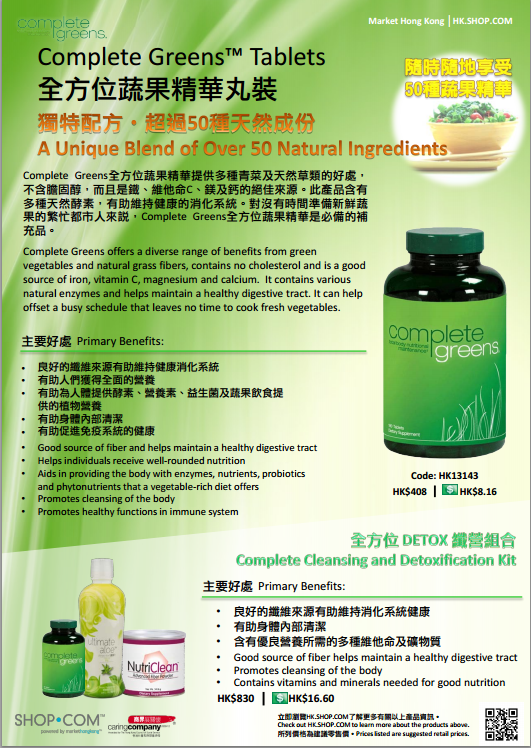 complete
greens.
Market Hong Kong | HK.SHOP.COM
Complete Greens™ Tablets
全方位蔬果精華丸裝
隨時隨地享受
50種蔬果精華
獨特配方‧超過50種天然成份
A Unique Blend of Over 50 Natural Ingredients
Complete Greens全方位蔬果精華提供多種青菜及天然草類的好處，
不含膽固醇，而且是鐵、維他命C、鎂及鈣的絕佳來源。此產品含有
多種天然酵素，有助維持健康的消化系統。對沒有時間準備新鮮蔬
果的繁忙都市人來說，Complete Greens全方位蔬果精華是必備的補
充品。
Complete Greens offers a diverse range of benefits from green
vegetables and natural grass fibers, contains no cholesterol and is a good
source of iron, vitamin C, magnesium and calcium. It contains various
natural enzymes and helps maintain a healthy digestive tract. It can help
offset a busy schedule that leaves no time to cook fresh vegetables.
主要好處 Primary Benefits:
• 良好的纖維來源有助維持健康消化系統
• 有助人們獲得全面的營養
• 有助為人體提供酵素、營養素、益生菌及蔬果飲食提
供的植物營養
• 有助身體內部清潔
• 有助促進免疫系統的健康
• Good source of fiber and helps maintain a healthy digestive tract
• Helps individuals receive well-rounded nutrition
• Aids in providing the body with enzymes, nutrients, probiotics
and phytonutrients that a vegetable-rich diet offers
• Promotes cleansing of the body
• Promotes healthy functions in immune system
complete
greens.
Code: HK13143
HK$408 | HK$8.16
全方位 DETOX 纖營組合
Complete Cleansing and Detoxification Kit
主要好處 Primary Benefits:
• 良好的纖維來源有助維持消化系統健康
• 有助身體內部清潔
• 含有優良營養所需的多種維他命及礦物質
• Good source of fiber helps maintain a healthy digestive tract
• Promotes cleansing of the body
• Contains vitamins and minerals needed for good nutrition
HK$830 | HK$16.60
complete
greens
ultimate
aloe
NutriClean
Advanced Fiber Powder
SHOP•COM™
powered by markethongkong™
商界展關懷
caringcompany
立即瀏覽HK.SHOP.COM了解更多有關以上產品資訊‧
Check out HK.SHOP.COM to learn more about the products above.
所列價格為建議零售價‧Prices listed are suggested retail prices.